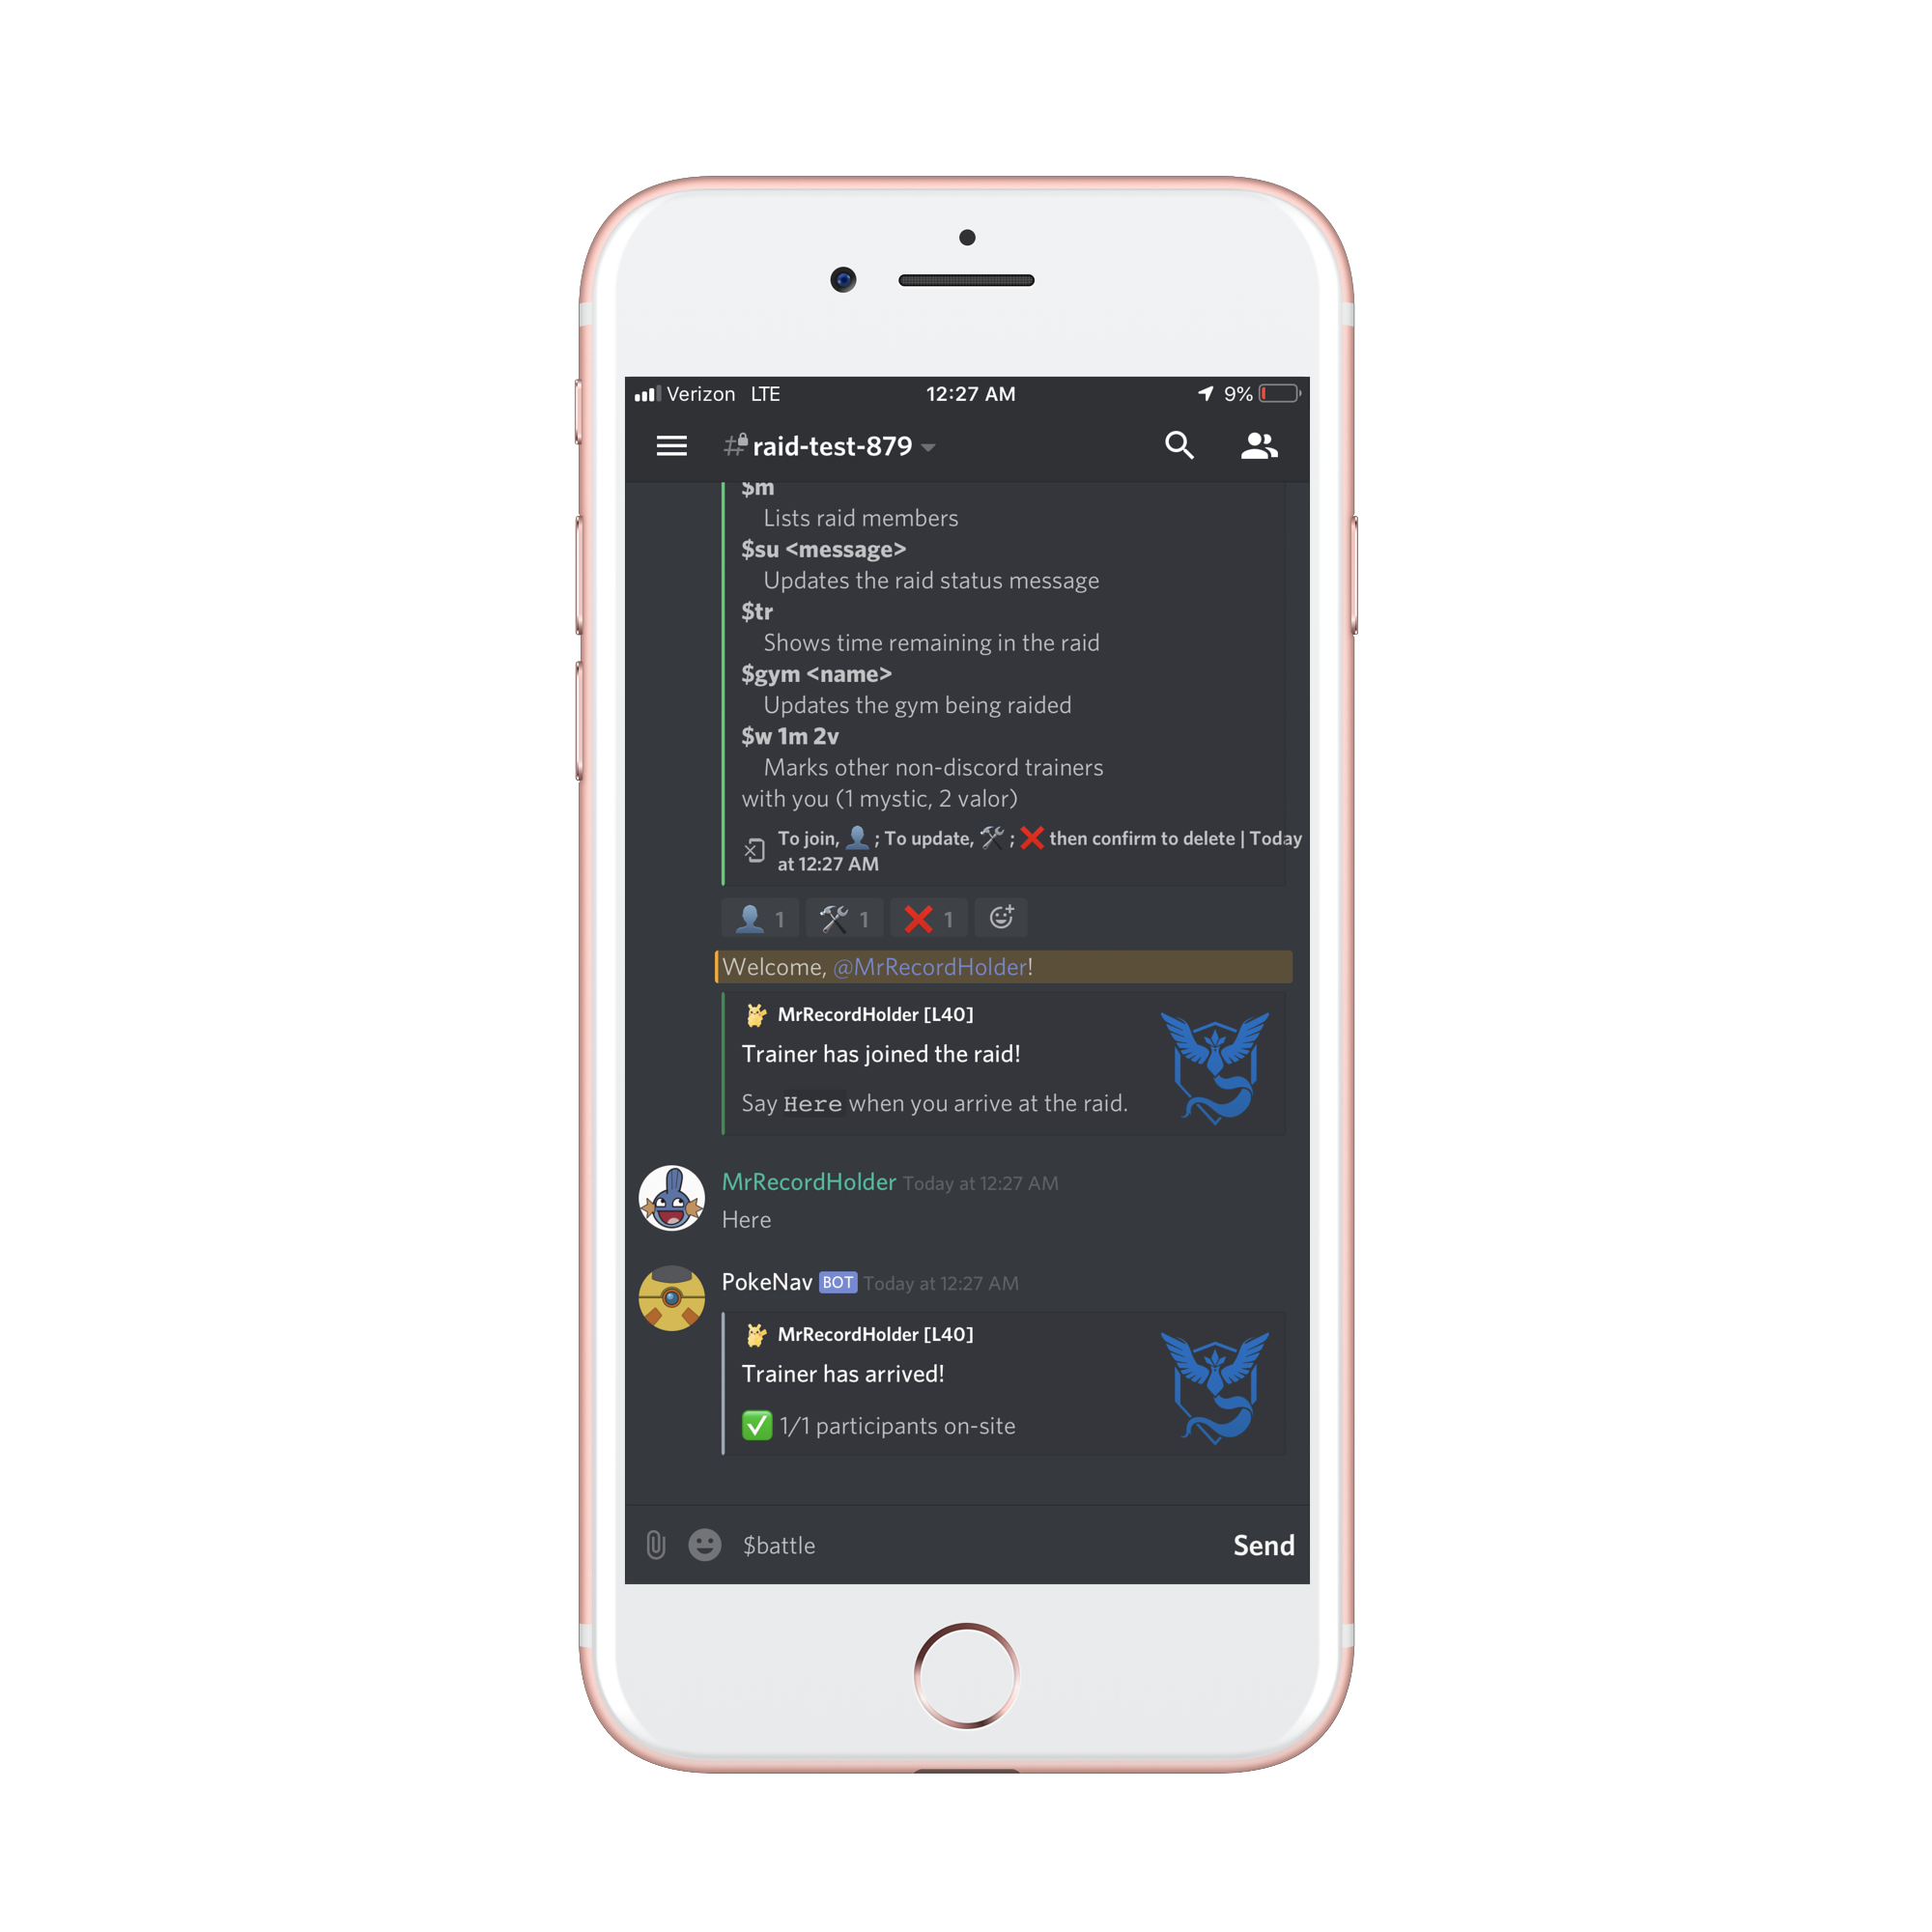 Verizon LTE 12:27 AM 9%
#raid-test-879
$m
Lists raid members
$su <message>
Updates the raid status message
$tr
Shows time remaining in the raid
$gym <name>
Updates the gym being raided
$w 1m 2v
Marks other non-discord trainers
with you (1 mystic, 2 valor)
To join, 👤; To update, 🛠; ❌ then confirm to delete | Today
at 12:27 AM
👤 1 🛠 1 ❌ 1
Welcome, @MrRecordHolder!
MrRecordHolder [L40]
Trainer has joined the raid!
Say Here when you arrive at the raid.
MrRecordHolder Today at 12:27 AM
Here
PokeNav BOT Today at 12:27 AM
MrRecordHolder [L40]
Trainer has arrived!
✅ 1/1 participants on-site
$battle Send